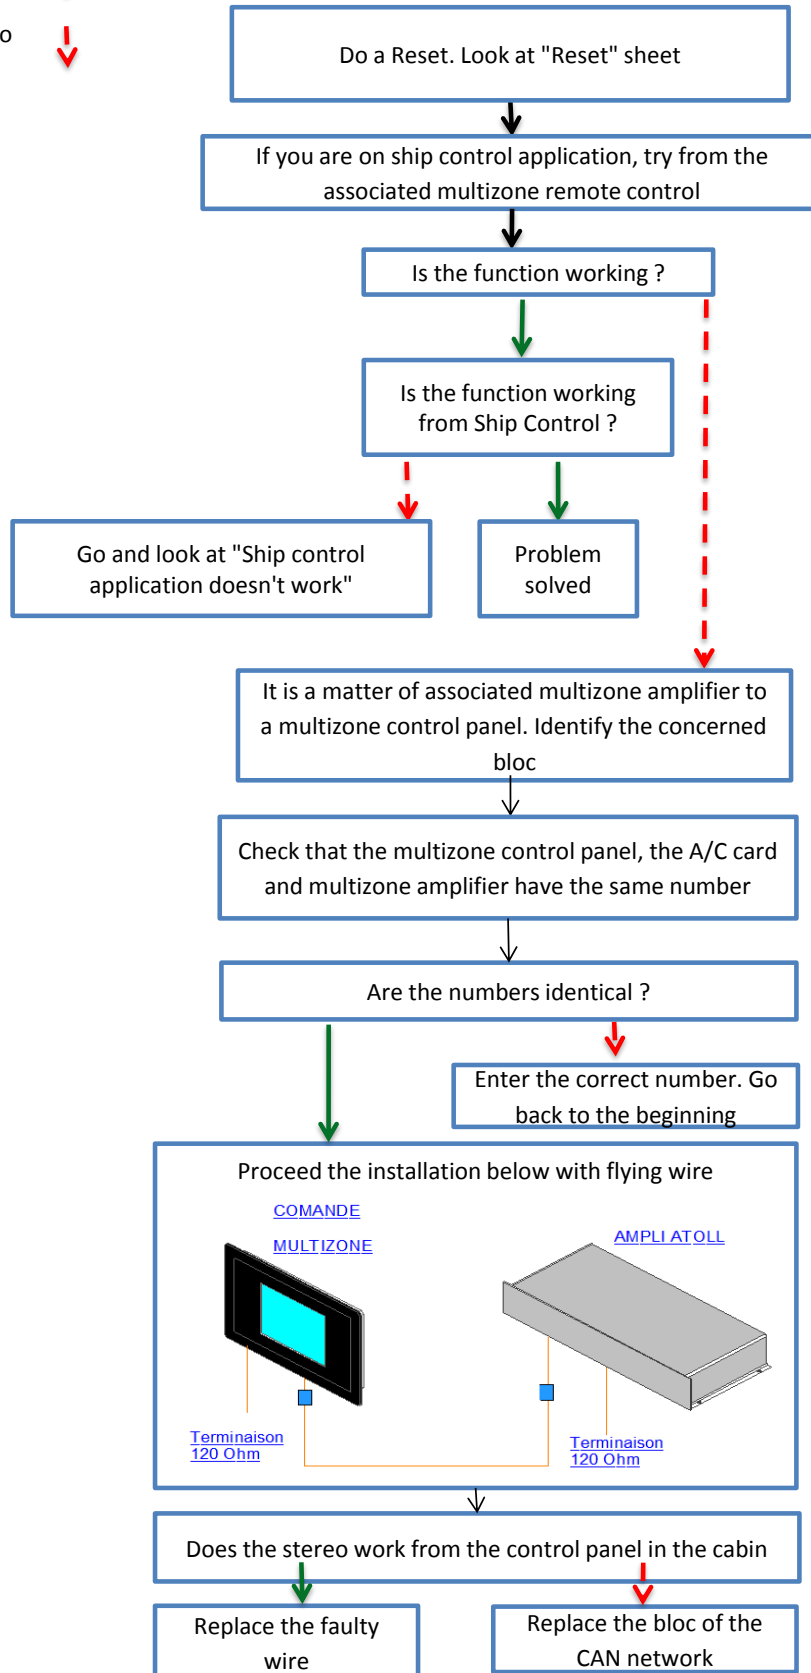 o
Do a Reset. Look at "Reset" sheet
If you are on ship control application, try from the
associated multizone remote control
Is the function working ?
Is the function working
from Ship Control ?
Go and look at "Ship control
application doesn't work"
Problem
solved
It is a matter of associated multizone amplifier to
a multizone control panel. Identify the concerned
bloc
Check that the multizone control panel, the A/C card
and multizone amplifier have the same number
Are the numbers identical ?
Enter the correct number. Go
back to the beginning
Proceed the installation below with flying wire
COMANDE
MULTIZONE
AMPLI ATOLL
Terminaison
120 Ohm
Terminaison
120 Ohm
Does the stereo work from the control panel in the cabin
Replace the faulty
wire
Replace the bloc of the
CAN network